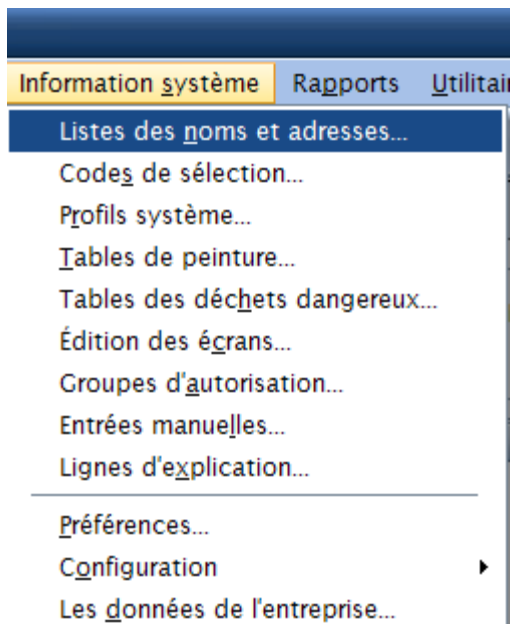 Information système Rapports Utilitai
Listes des noms et adresses...
Codes de sélection...
Profils système...
Tables de peinture...
Tables des déchets dangereux...
Édition des écrans...
Groupes d'autorisation...
Entrées manuelles...
Lignes d'explication...
Préférences...
Configuration
Les données de l'entreprise...